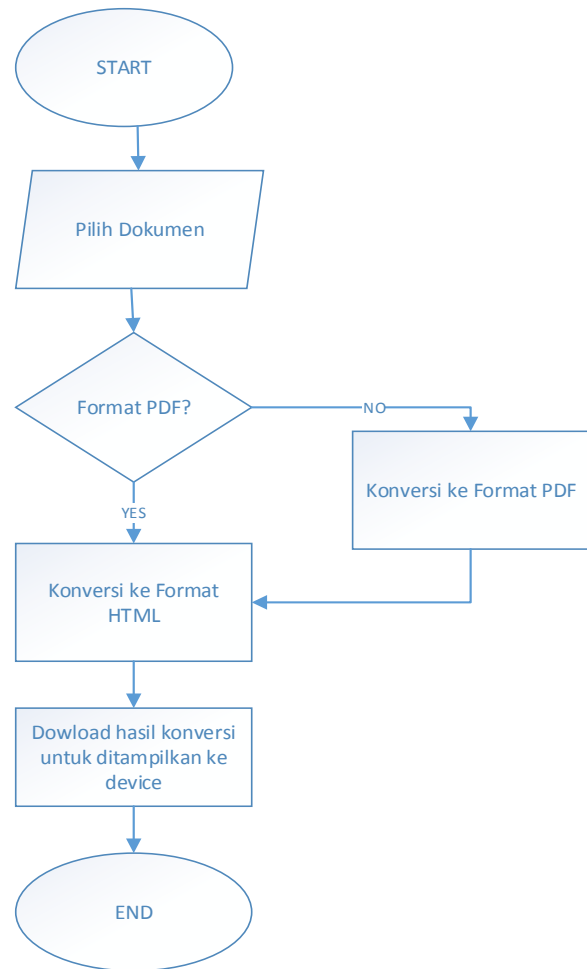 START
Pilih Dokumen
Format PDF?
NO
Konversi ke Format PDF
YES
Konversi ke Format
HTML
Dowload hasil konversi
untuk ditampilkan ke
device
END